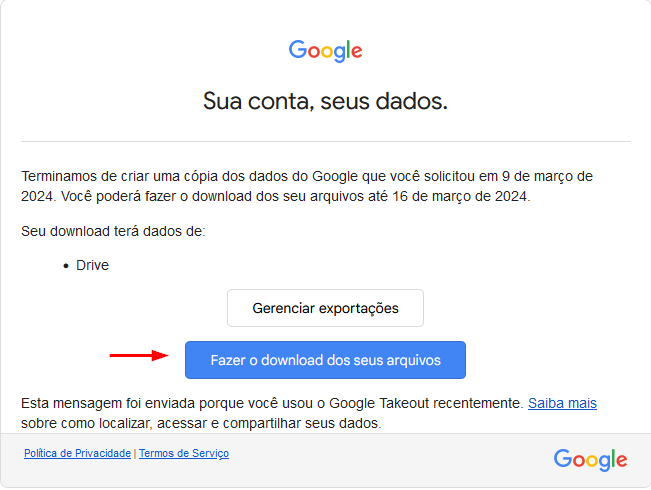 Google
Sua conta, seus dados.
Terminamos de criar uma cópia dos dados do Google que você solicitou em 9 de março de
2024. Você poderá fazer o download dos seu arquivos até 16 de março de 2024.
Seu download terá dados de:
• Drive
Gerenciar exportações
Fazer o download dos seus arquivos
Esta mensagem foi enviada porque você usou o Google Takeout recentemente. Saiba mais
sobre como localizar, acessar e compartilhar seus dados.
Política de Privacidade | Termos de Serviço
Google